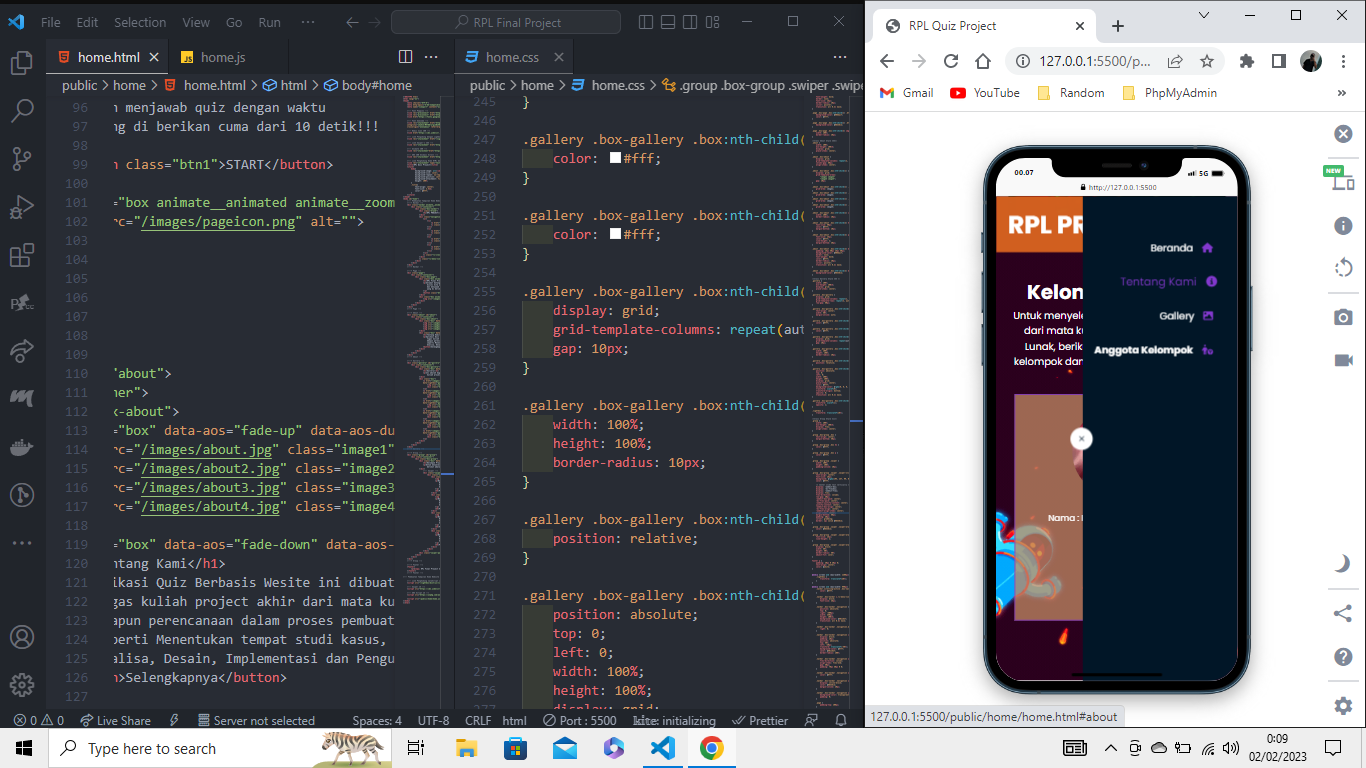 File Edit Selection View Go Run ··· RPL Final Project
home.html home.js
public > home > home.html > html > body#home
96 menjawab quiz dengan waktu
97 ng di berikan cuma dari 10 detik!!!
98
99 class="btn1">START</button>
100
101 ="box animate__animated animate__zoom
102 rc="/images/pageicon.png" alt="">
103
104
105
106
107
108
109
110 "about">
111 ner">
112 x-about">
113 ="box" data-aos="fade-up" data-aos-du
114 rc="/images/about.jpg" class="image1"
115 rc="/images/about2.jpg" class="image2
116 rc="/images/about3.jpg" class="image3
117 rc="/images/about4.jpg" class="image4
118
119 ="box" data-aos="fade-down" data-aos-
120 ntang Kami</h1>
121 ikasi Quiz Berbasis Wesite ini dibuat
122 gas kuliah project akhir dari mata ku
123 apun perencanaan dalam proses pembuat
124 perti Menentukan tempat studi kasus,
125 alisa, Desain, Implementasi dan Pengu
126 >Selengkapnya</button>
127
home.css
public > home > home.css > .group .box-group .swiper .swipe
245 }
246
247 .gallery .box-gallery .box:nth-child(
248 color: #fff;
249 }
250
251 .gallery .box-gallery .box:nth-child(
252 color: #fff;
253 }
254
255 .gallery .box-gallery .box:nth-child(
256 display: grid;
257 grid-template-columns: repeat(aut
258 gap: 10px;
259 }
260
261 .gallery .box-gallery .box:nth-child(
262 width: 100%;
263 height: 100%;
264 border-radius: 10px;
265 }
266
267 .gallery .box-gallery .box:nth-child(
268 position: relative;
269 }
270
271 .gallery .box-gallery .box:nth-child(
272 position: absolute;
273 top: 0;
274 left: 0;
275 width: 100%;
276 height: 100%;
277 display: grid;
0 0 Live Share Server not selected Spaces: 4 UTF-8 CRLF html Port : 5500 kite: initializing Prettier
RPL Quiz Project
127.0.0.1:5500/p...
Gmail YouTube Random PhpMyAdmin »
NEW
00.07 5G
http://127.0.0.1:5500
RPL PR
Beranda
Tentang Kami
Gallery
Anggota Kelompok
Kelon
Untuk menyele
dari mata ku
Lunak, berik
kelompok dar
Nama :
127.0.0.1:5500/public/home/home.html#about
Type here to search
0:09
02/02/2023